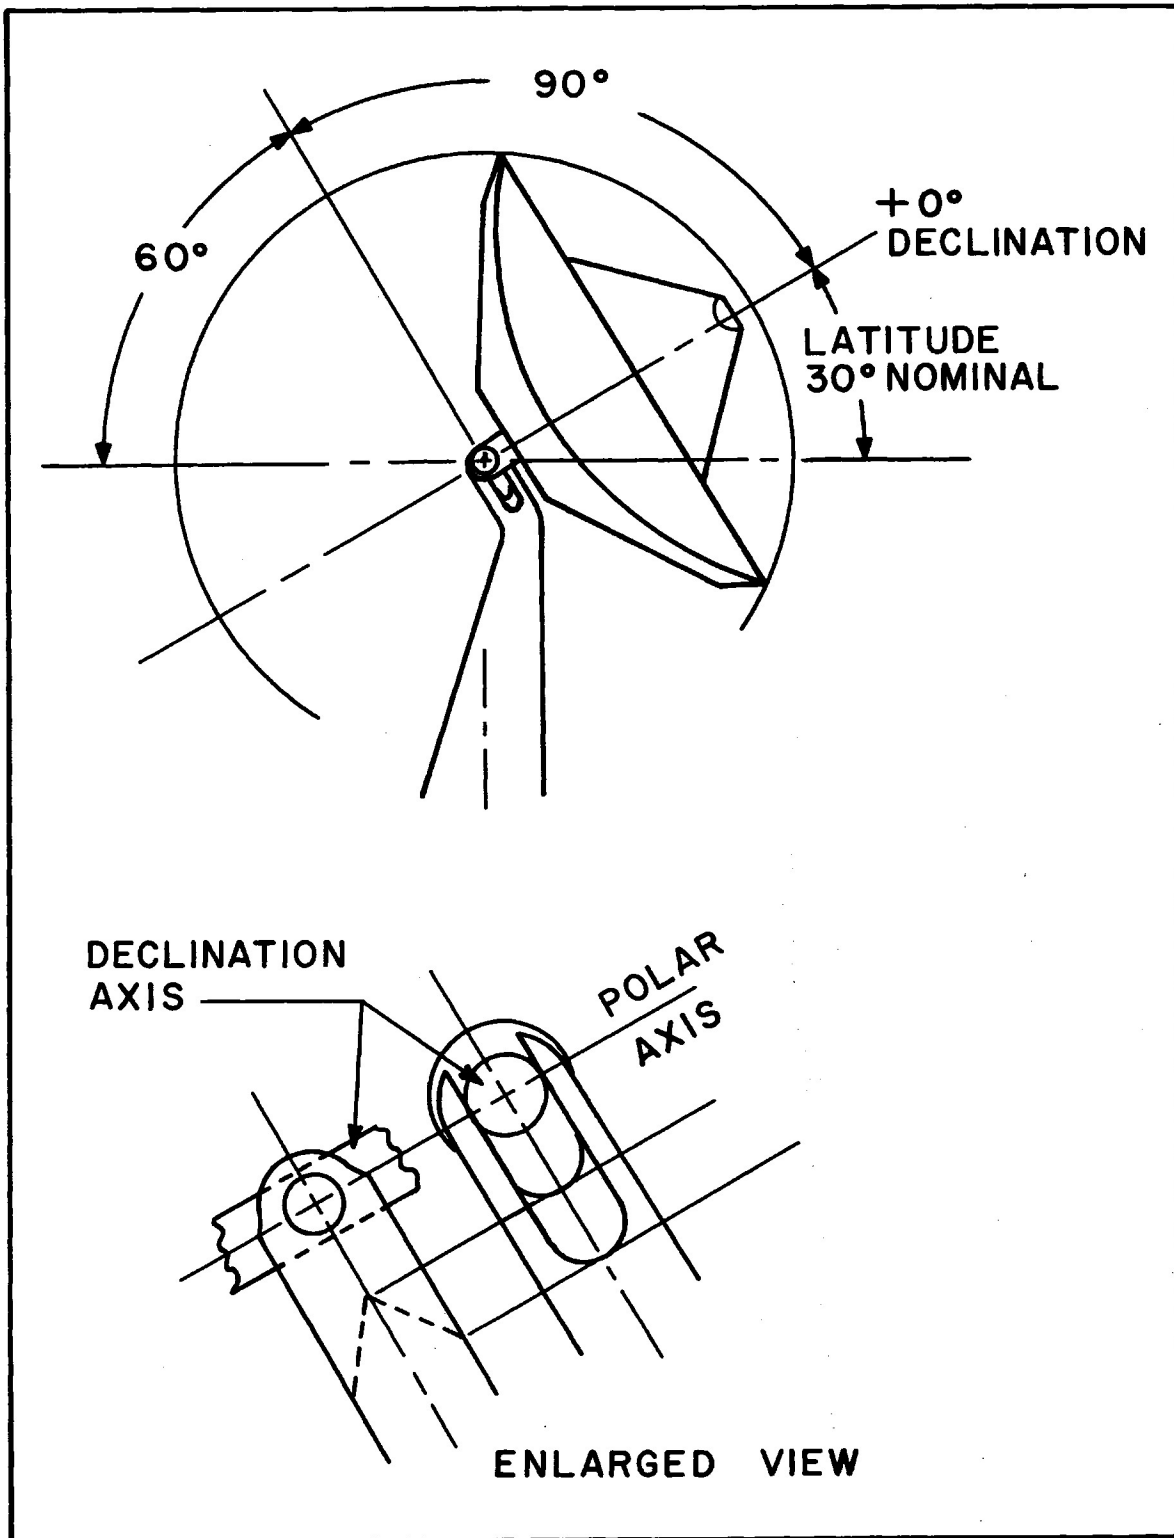 90°
60°
+0°
DECLINATION
LATITUDE
30° NOMINAL
DECLINATION
AXIS
POLAR
AXIS
ENLARGED VIEW